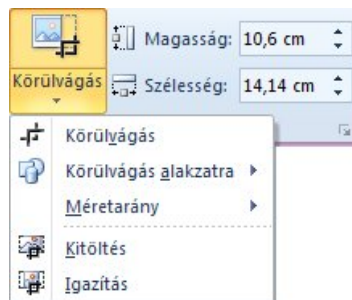 Magasság: 10,6 cm
Körülvágás
Szélesség: 14,14 cm
Körülvágás
Körülvágás alakzatra
Méretarány
Kitöltés
Igazítás